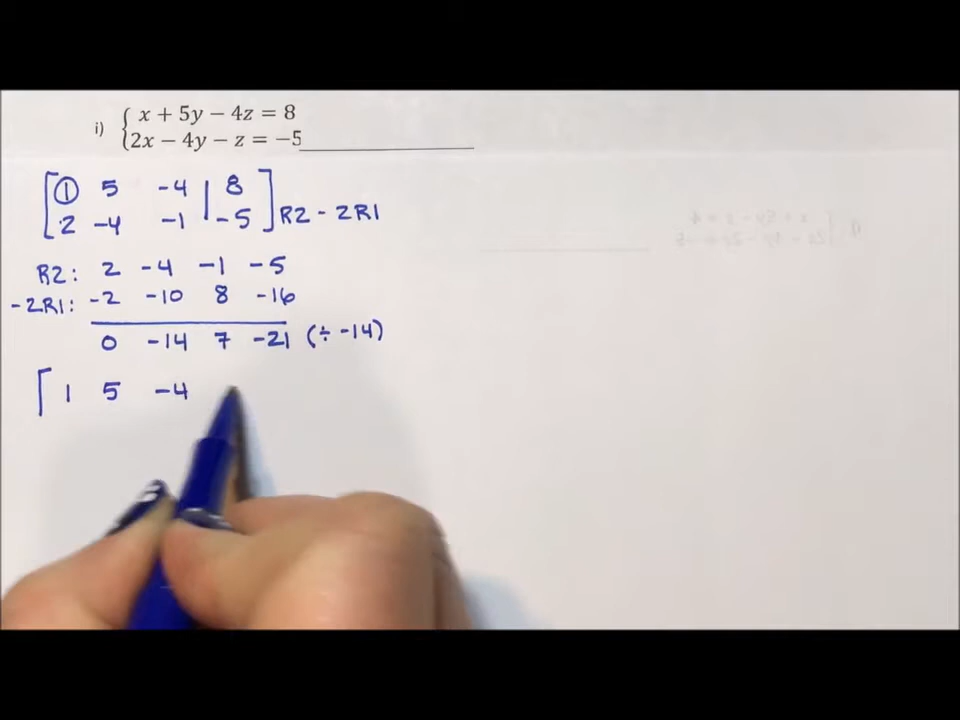 i) { x + 5y − 4z = 8
2x − 4y − z = −5
[ 1 5 -4 | 8 ]
2 -4 -1 | -5 R2 - 2R1
R2: 2 -4 -1 -5
-2R1: -2 -10 8 -16
0 -14 7 -21 (÷ -14)
[ 1 5 -4